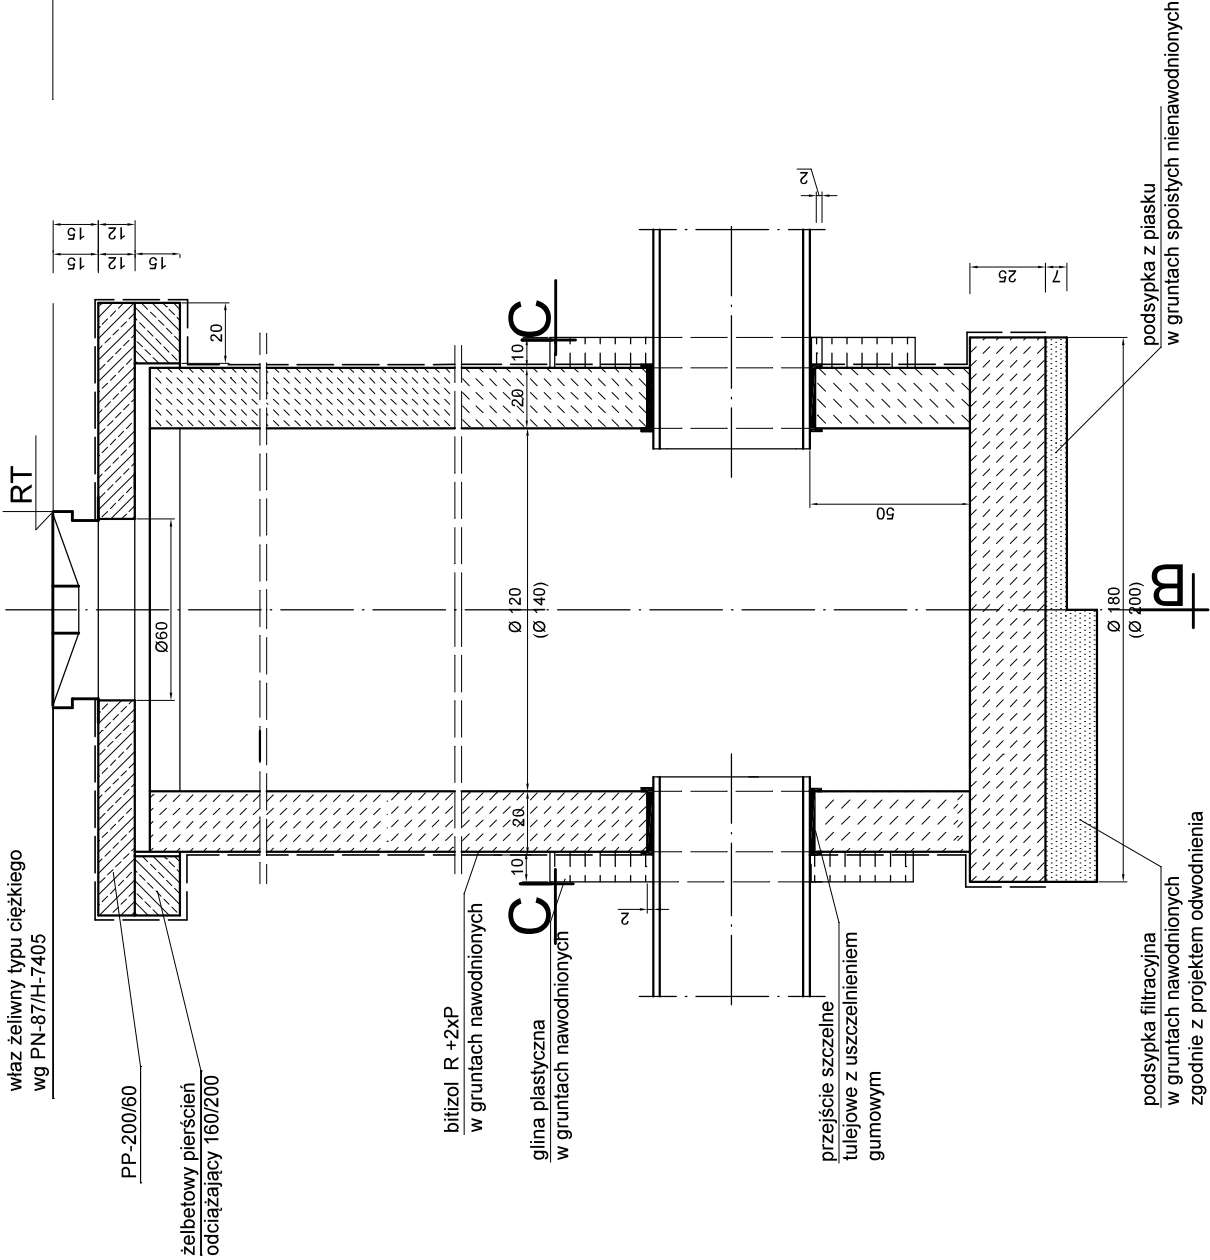 właz żeliwny typu ciężkiego
wg PN-87/H-7405
RT
15
12
15
12
15
20
Ø60
PP-200/60
żelbetowy pierścień
odciążający 160/200
bitizol R +2xP
w gruntach nawodnionych
glina plastyczna
w gruntach nawodnionych
C
C
10
20
Ø 120
(Ø 140)
20
10
2
2
50
25
7
przejście szczelne
tulejowe z uszczelnieniem
gumowym
podsypka z piasku
w gruntach spoistych nienawodnionych
Ø 180
(Ø 200)
B
podsypka filtracyjna
w gruntach nawodnionych
zgodnie z projektem odwodnienia